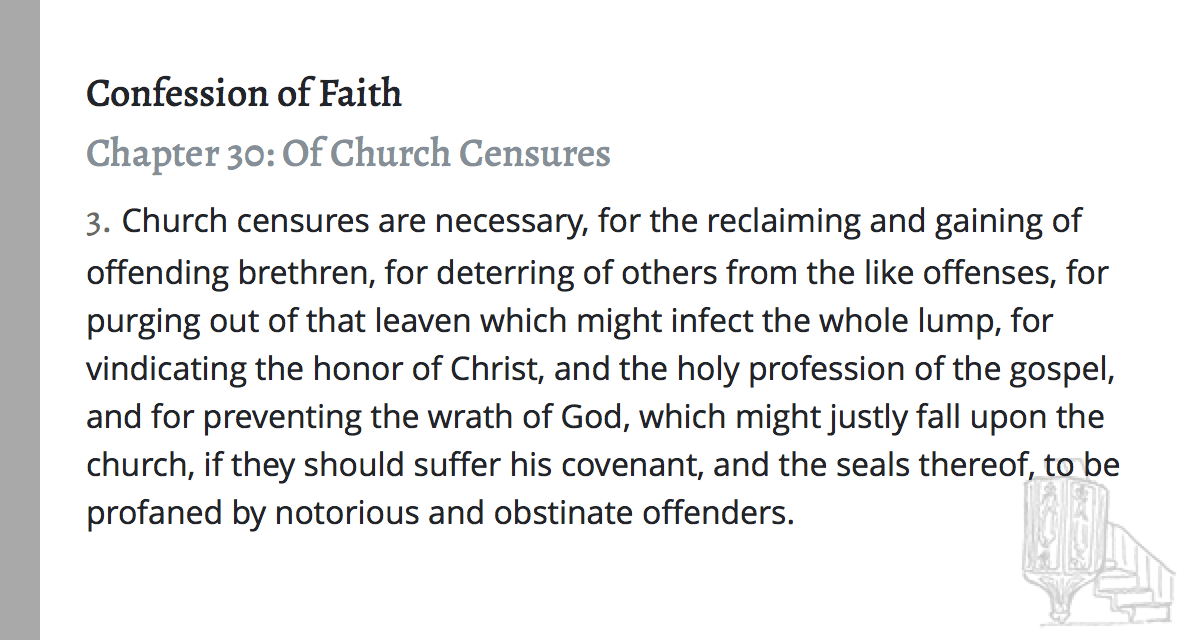 Confession of Faith
Chapter 30: Of Church Censures
3. Church censures are necessary, for the reclaiming and gaining of
offending brethren, for deterring of others from the like offenses, for
purging out of that leaven which might infect the whole lump, for
vindicating the honor of Christ, and the holy profession of the gospel,
and for preventing the wrath of God, which might justly fall upon the
church, if they should suffer his covenant, and the seals thereof, to be
profaned by notorious and obstinate offenders.